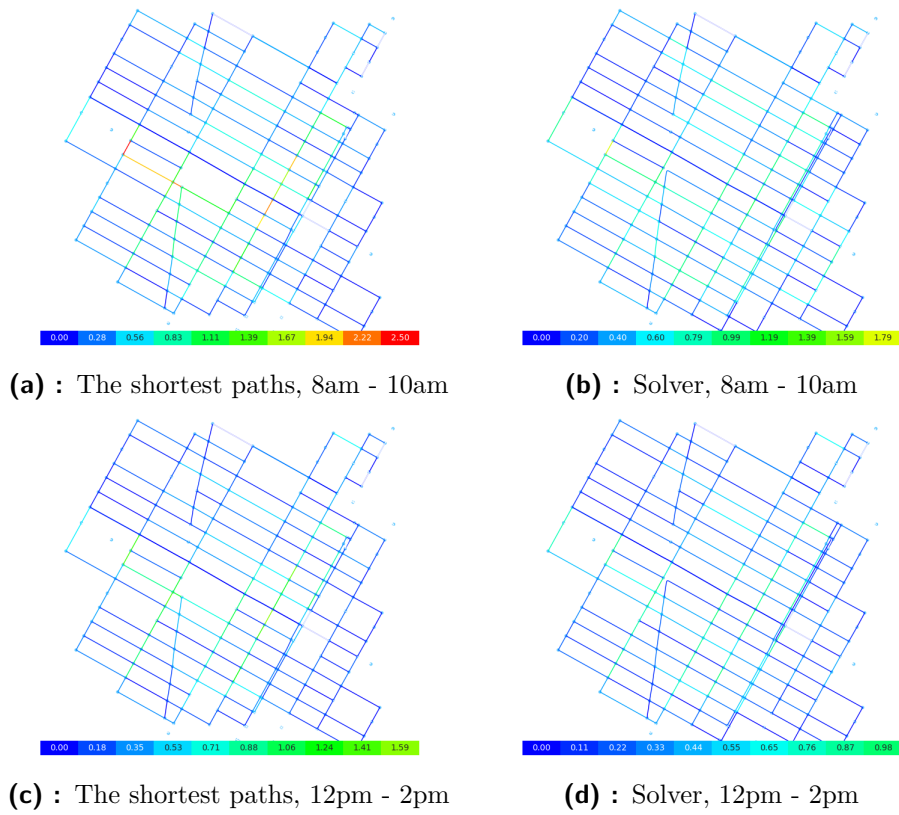 0.00 0.28 0.56 0.83 1.11 1.39 1.67 1.94 2.22 2.50
0.00 0.20 0.40 0.60 0.79 0.99 1.19 1.39 1.59 1.79
(a) : The shortest paths, 8am - 10am
(b) : Solver, 8am - 10am
0.00 0.18 0.35 0.53 0.71 0.88 1.06 1.24 1.41 1.59
0.00 0.11 0.22 0.33 0.44 0.55 0.65 0.76 0.87 0.98
(c) : The shortest paths, 12pm - 2pm
(d) : Solver, 12pm - 2pm